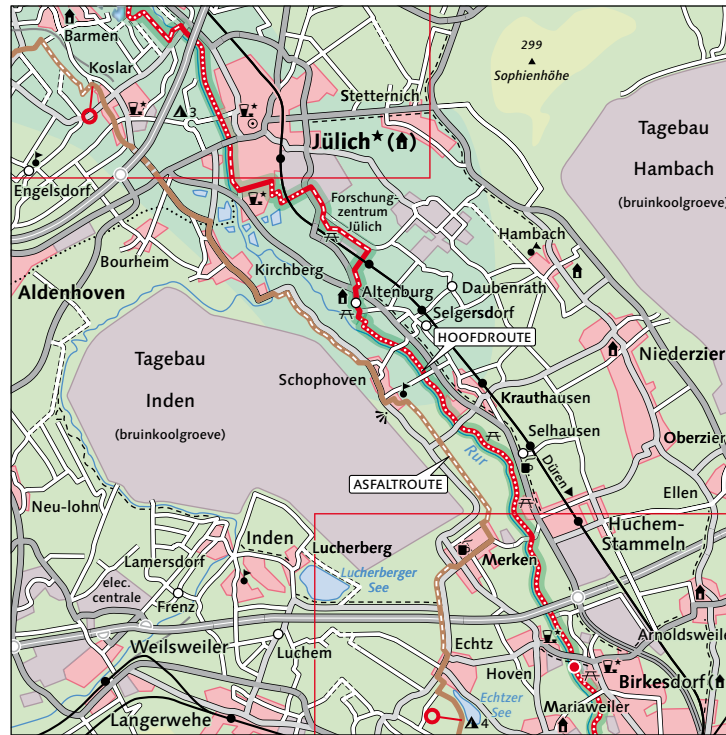 Barmen
Koslar
299
Sophienhöhe
Stetternich
3
Jülich* ( )
Tagebau
Hambach
(bruinkoolgroeve)
Engelsdorf
Forschung-
zentrum
Jülich
Hambach
Bourheim
Kirchberg
Aldenhoven
Altenburg
Daubenrath
Selgersdorf
HOOFDROUTE
Niederzier
Tagebau
Inden
(bruinkoolgroeve)
Schophoven
Krauthausen
Selhausen
Oberzier
Rur
Düren
ASFALTROUTE
Ellen
Neu-lohn
Huchem-
Stammeln
Inden
Lucherberg
Lamersdorf
Merken
Lucherberger
See
elec.
centrale
Frenz
Arnoldsweile
Weilsweiler
Luchem
Echtz
Hoven
Birkesdorf (
Echtzer
See
Mariaweiler
Langerwehe
4